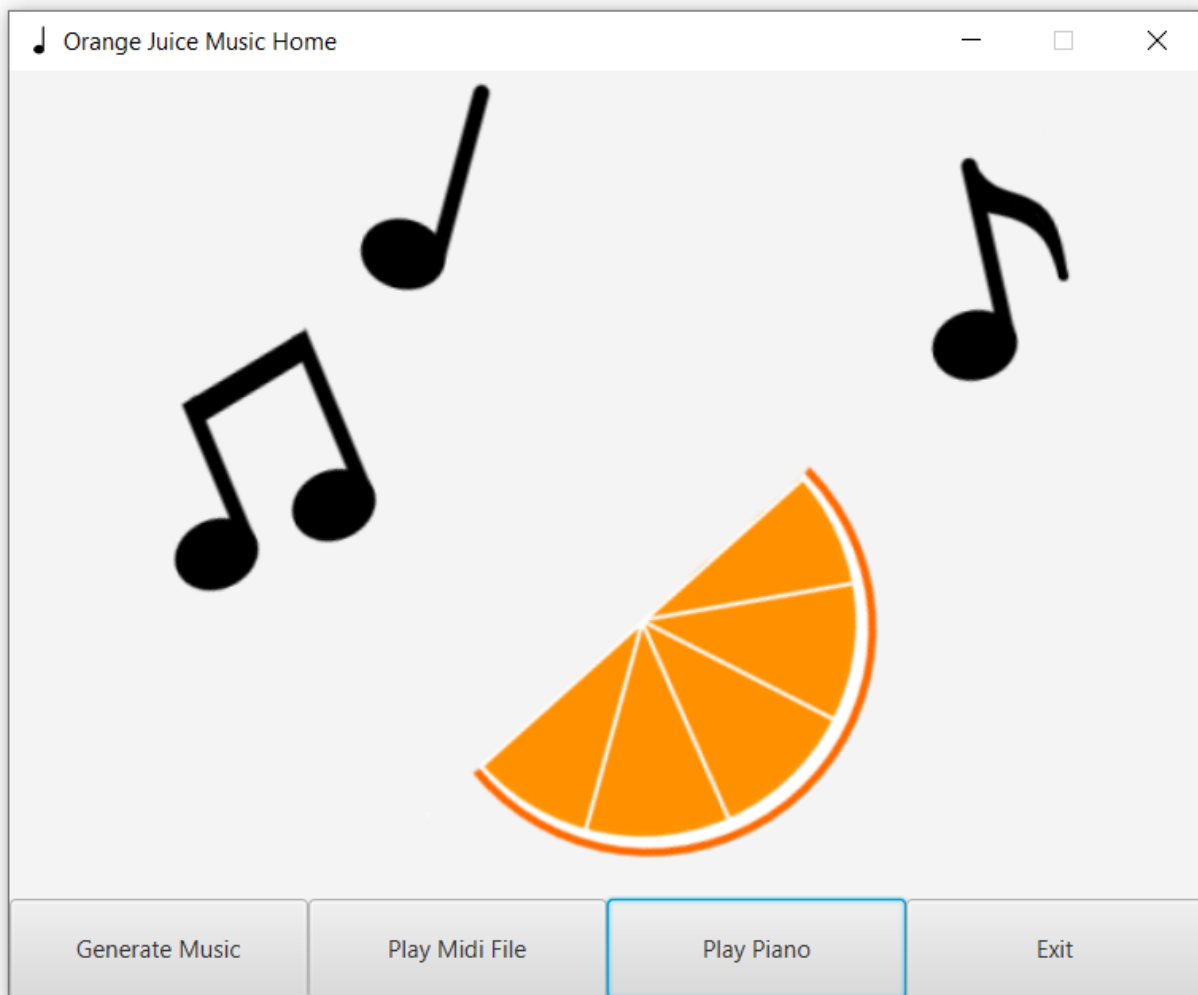 Orange Juice Music Home
Generate Music
Play Midi File
Play Piano
Exit